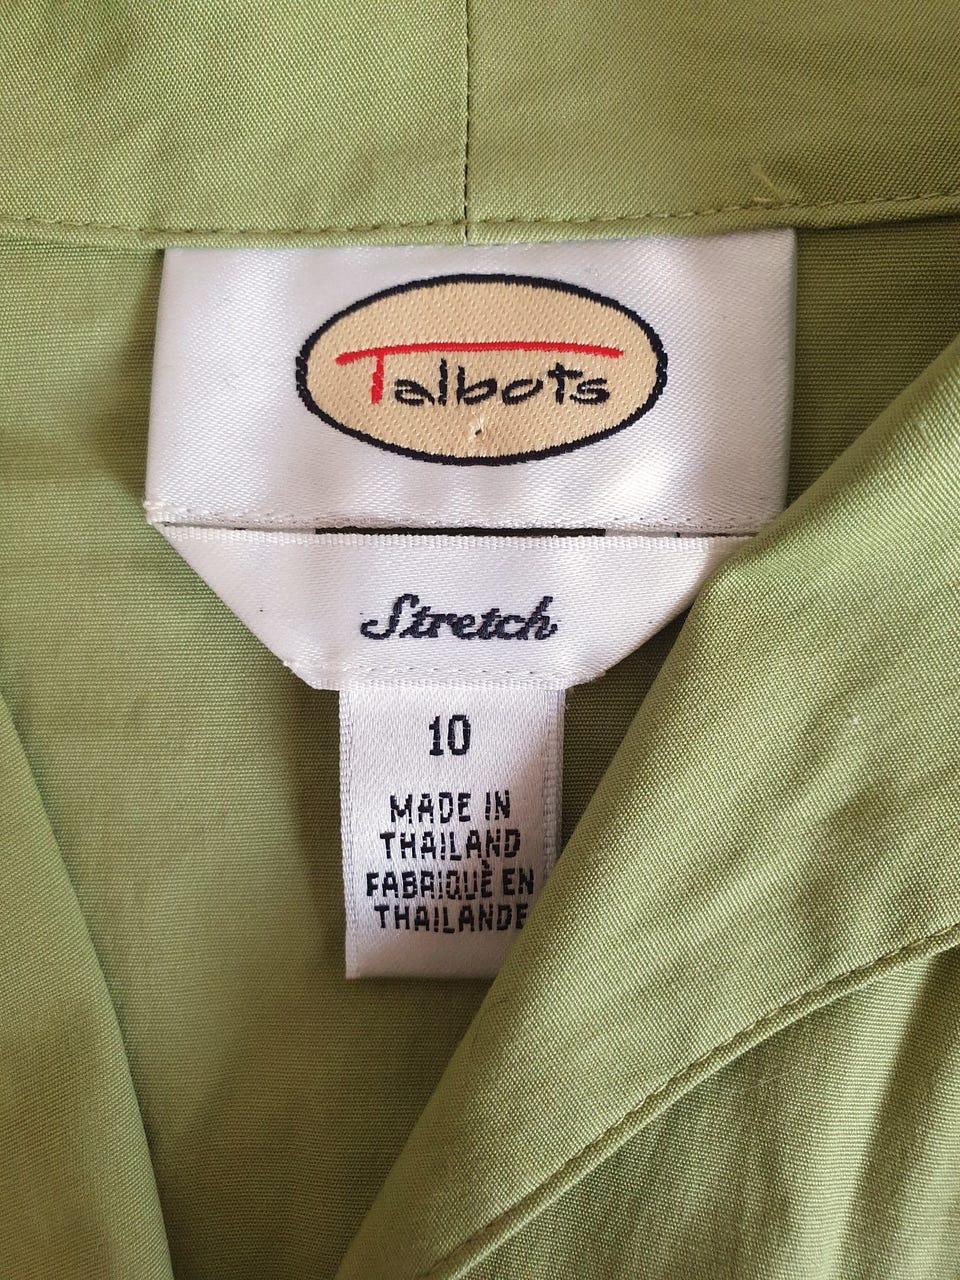 Talbots
Stretch
10
MADE IN
THAILAND
FABRIQUÈ EN
THAILANDE